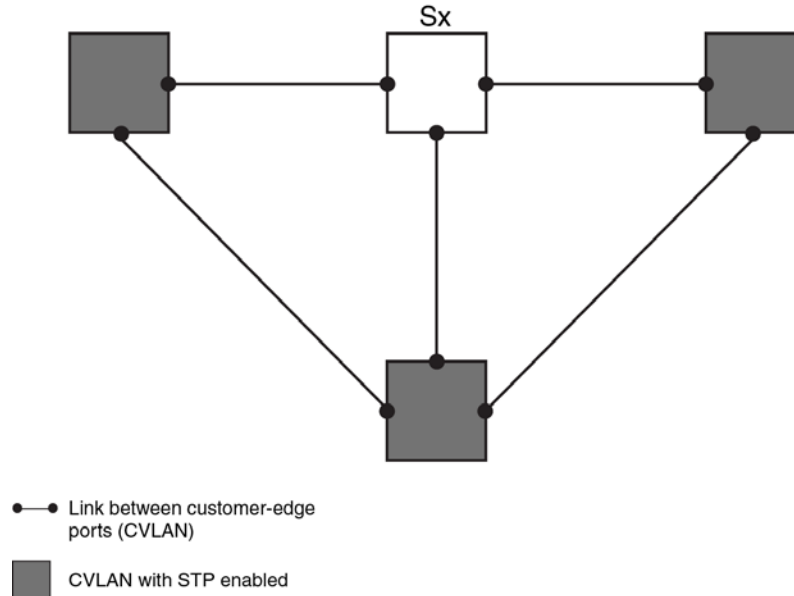 Sx
Link between customer-edge
ports (CVLAN)
CVLAN with STP enabled